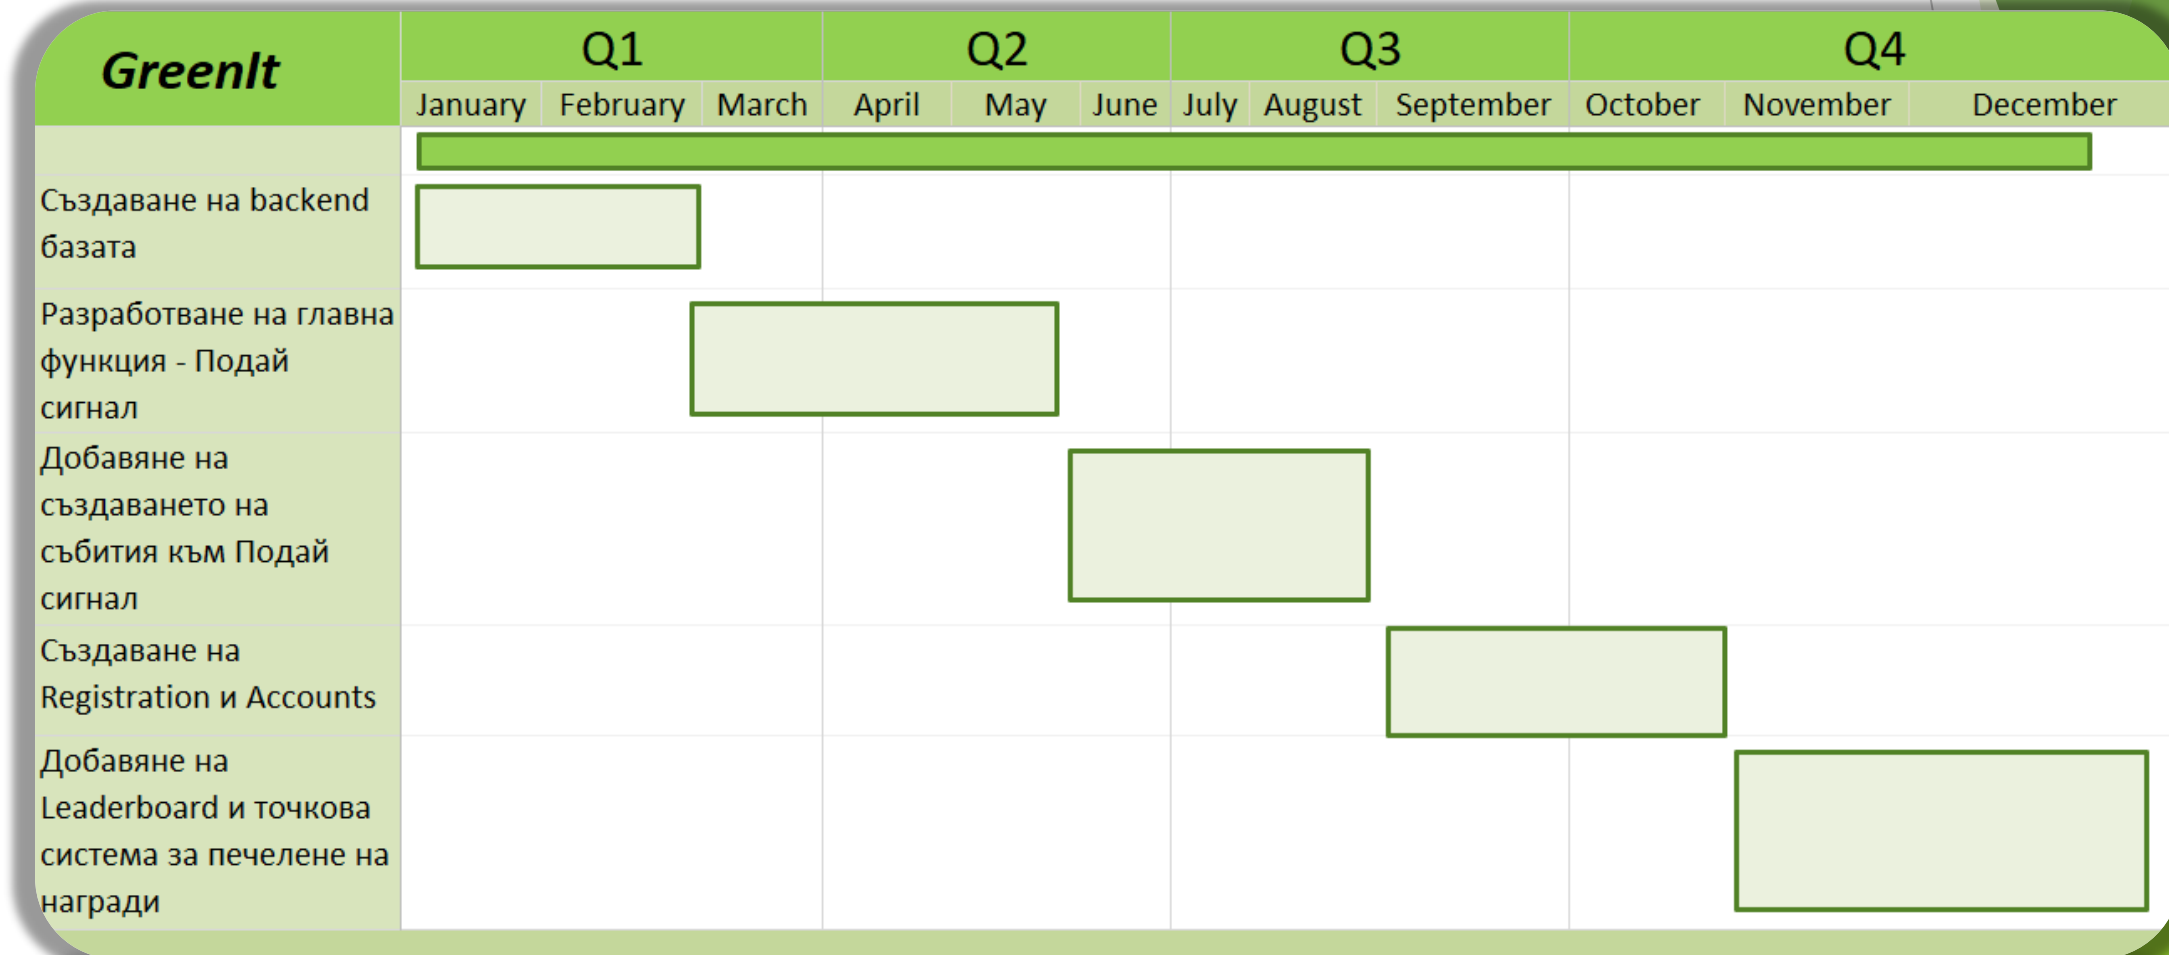 GreenIt
Q1 Q2 Q3 Q4
January February March April May June July August September October November December
Създаване на backend
базата
Разработване на главна
функция - Подай
сигнал
Добавяне на
създаването на
събития към Подай
сигнал
Създаване на
Registration и Accounts
Добавяне на
Leaderboard и точкова
система за печелене на
награди